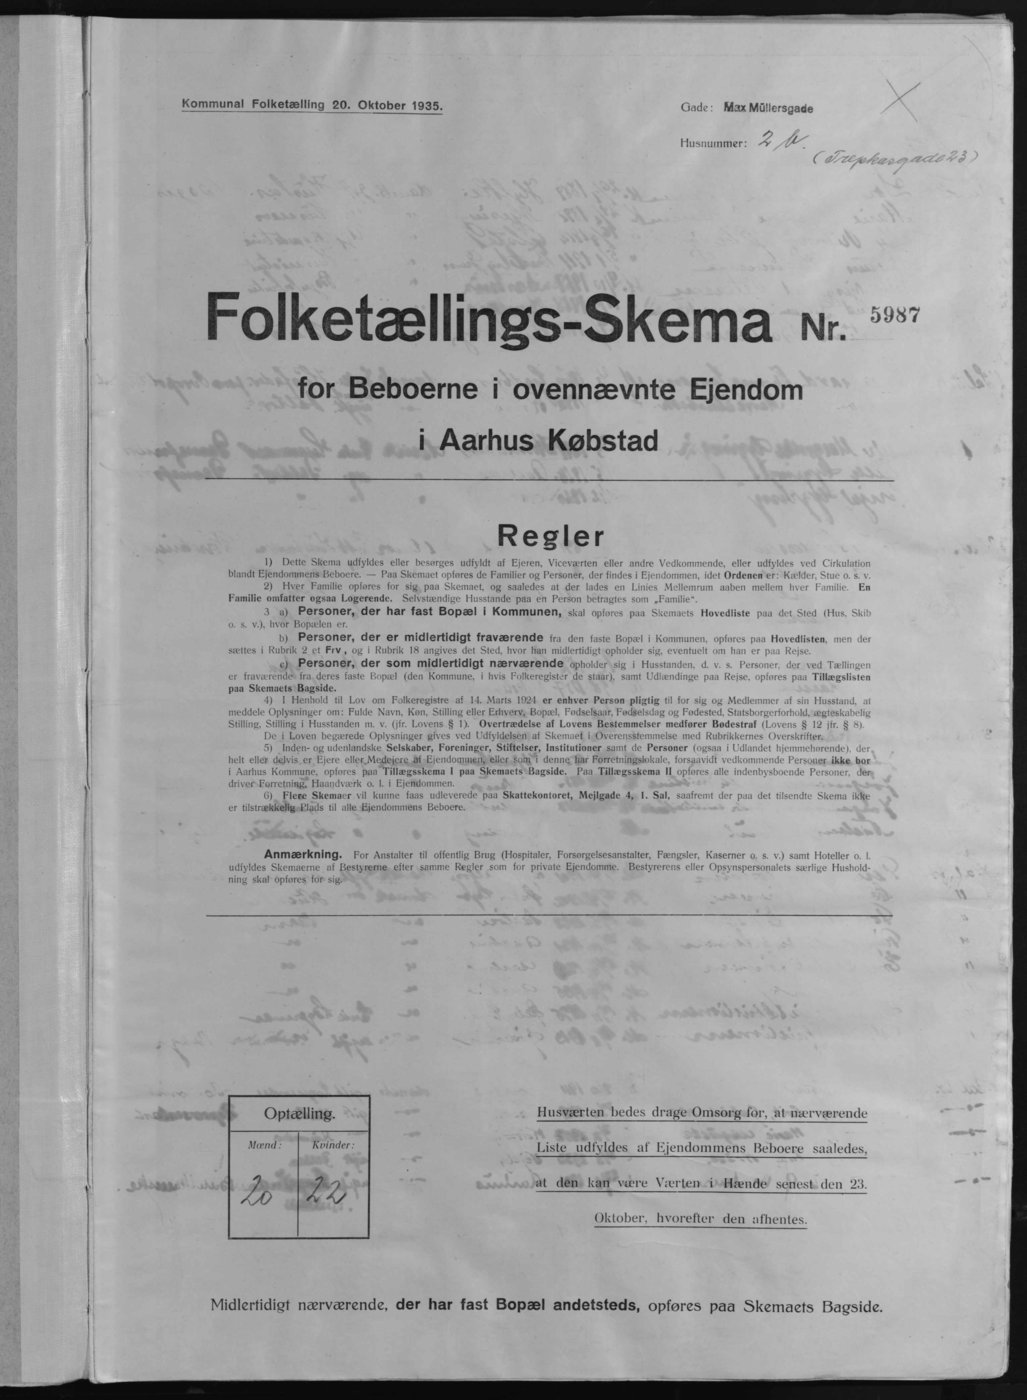 Kommunal Folketælling 20. Oktober 1935.
Gade: Max Müllersgade
Husnummer: 2 b.
(Trepkasgade 23)
Folketællings-Skema Nr. 5987
for Beboerne i ovennævnte Ejendom
i Aarhus Købstad
Regler
1) Dette Skema udfyldes eller besørges udfyldt af Ejeren, Viceværten eller andre Vedkommende, eller udfyldes ved Cirkulation
blandt Ejendommens Beboere. — Paa Skemaet opføres de Familier og Personer, der findes i Ejendommen, idet Ordenen er: Kælder, Stue o. s. v.
2) Hver Familie opføres for sig paa Skemaet, og saaledes at der lades en Linies Mellemrum aaben mellem hver Familie. En
Familie omfatter ogsaa Logerende. Selvstændige Husstande paa en Person betragtes som „Familie“.
3 a) Personer, der har fast Bopæl i Kommunen, skal opføres paa Skemaets Hovedliste paa det Sted (Hus, Skib
o. s. v.), hvor Bopælen er.
b) Personer, der er midlertidigt fraværende fra den faste Bopæl i Kommunen, opføres paa Hovedlisten, men der
sættes i Rubrik 2 et Frv., og i Rubrik 18 angives det Sted, hvor han midlertidigt opholder sig, eventuelt om han er paa Rejse.
c) Personer, der som midlertidigt nærværende opholder sig i Husstanden, d. v. s. Personer, der ved Tællingen
er fraværende fra deres faste Bopæl (den Kommune, i hvis Folkeregister de staar), samt Udlændinge paa Rejse, opføres paa Tillægslisten
paa Skemaets Bagside.
4) I Henhold til Lov om Folkeregistre af 14. Marts 1924 er enhver Person pligtig til for sig og Medlemmer af sin Husstand, at
meddele Oplysninger om: Fulde Navn, Køn, Stilling eller Erhverv, Bopæl, Fødselsaar, Fødselsdag og Fødested, Statsborgerforhold, ægteskabelig
Stilling, Stilling i Husstanden m. v. (jfr. Lovens § 1). Overtrædelse af Lovens Bestemmelser medfører Bødestraf (Lovens § 12 jfr. § 8).
De i Loven begærede Oplysninger gives ved Udfyldelsen af Skemaet i Overensstemmelse med Rubrikkernes Overskrifter.
5) Inden- og udenlandske Selskaber, Foreninger, Stiftelser, Institutioner samt de Personer (ogsaa i Udlandet hjemmehørende), der
helt eller delvis er Ejere eller Medejere af Ejendommen, eller som i denne har Forretningslokale, forsaavidt vedkommende Personer ikke bor
i Aarhus Kommune, opføres paa Tillægsskema I paa Skemaets Bagside. Paa Tillægsskema II opføres alle indenbysboende Personer, der
driver Forretning, Haandværk o. l. i Ejendommen.
6) Flere Skemaer vil kunne faas udleverede paa Skattekontoret, Mejlgade 4, 1. Sal, saafremt der paa det tilsendte Skema ikke
er tilstrækkelig Plads til alle Ejendommens Beboere.
Anmærkning. For Anstalter til offentlig Brug (Hospitaler, Forsorgelsesanstalter, Fængsler, Kaserner o. s. v.) samt Hoteller o. l.
udfyldes Skemaerne af Bestyrerne efter samme Regler som for private Ejendomme. Bestyrerens eller Opsynspersonalets særlige Hushold-
ning skal opføres for sig.
Optælling.
Mænd: Kvinder:
20 22
Husværten bedes drage Omsorg for, at nærværende
Liste udfyldes af Ejendommens Beboere saaledes,
at den kan være Værten i Hænde senest den 23.
Oktober, hvorefter den afhentes.
Midlertidigt nærværende, der har fast Bopæl andetsteds, opføres paa Skemaets Bagside.